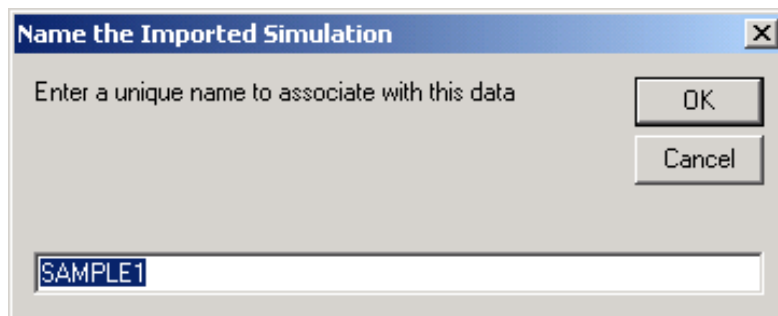 Name the Imported Simulation
Enter a unique name to associate with this data
OK
Cancel
SAMPLE1